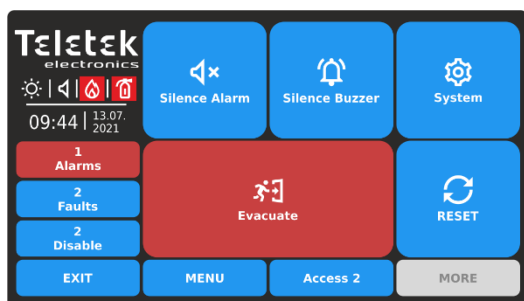 Teletek
electronics
09:44
13.07.
2021
Silence Alarm
Silence Buzzer
System
1
Alarms
2
Faults
2
Disable
Evacuate
RESET
EXIT
MENU
Access 2
MORE